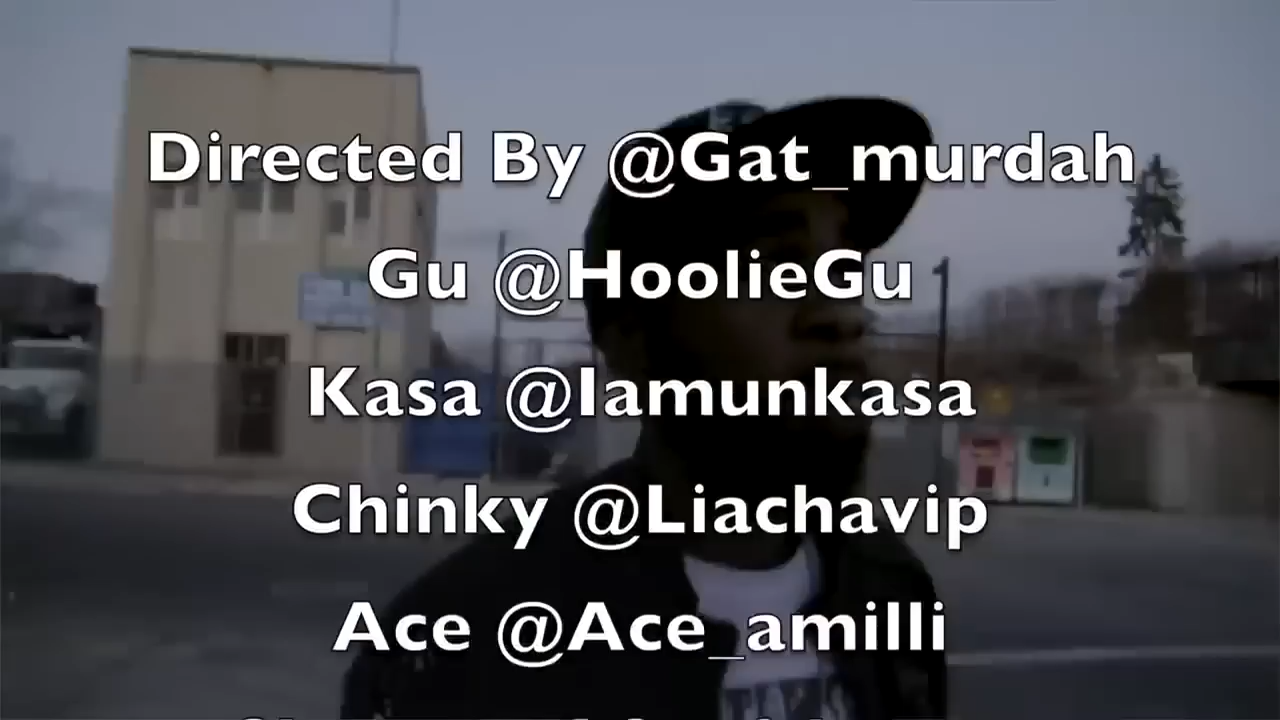 Directed By @Gat_murdah
Gu @HoolieGu
Kasa @Iamunkasa
Chinky @Liachavip
Ace @Ace_amilli